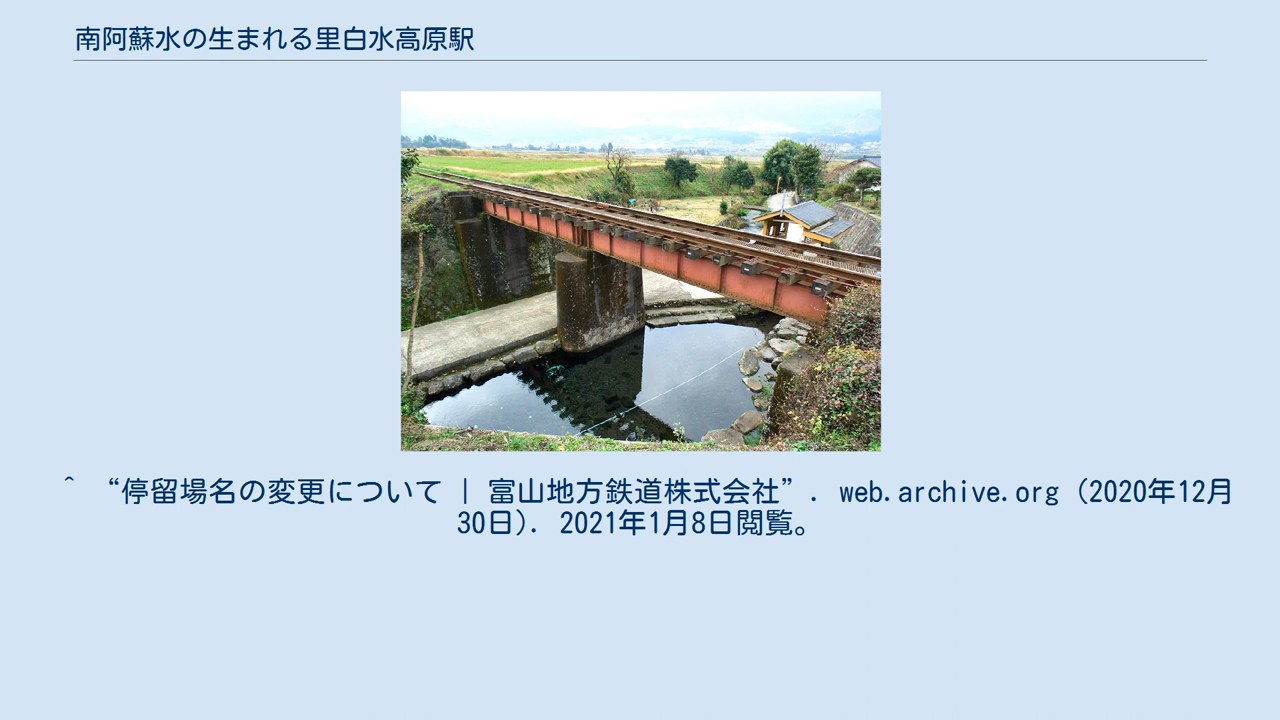 南阿蘇水の生まれる里白水高原駅
^ “停留場名の変更について | 富山地方鉄道株式会社”. web.archive.org (2020年12月
30日). 2021年1月8日閲覧。